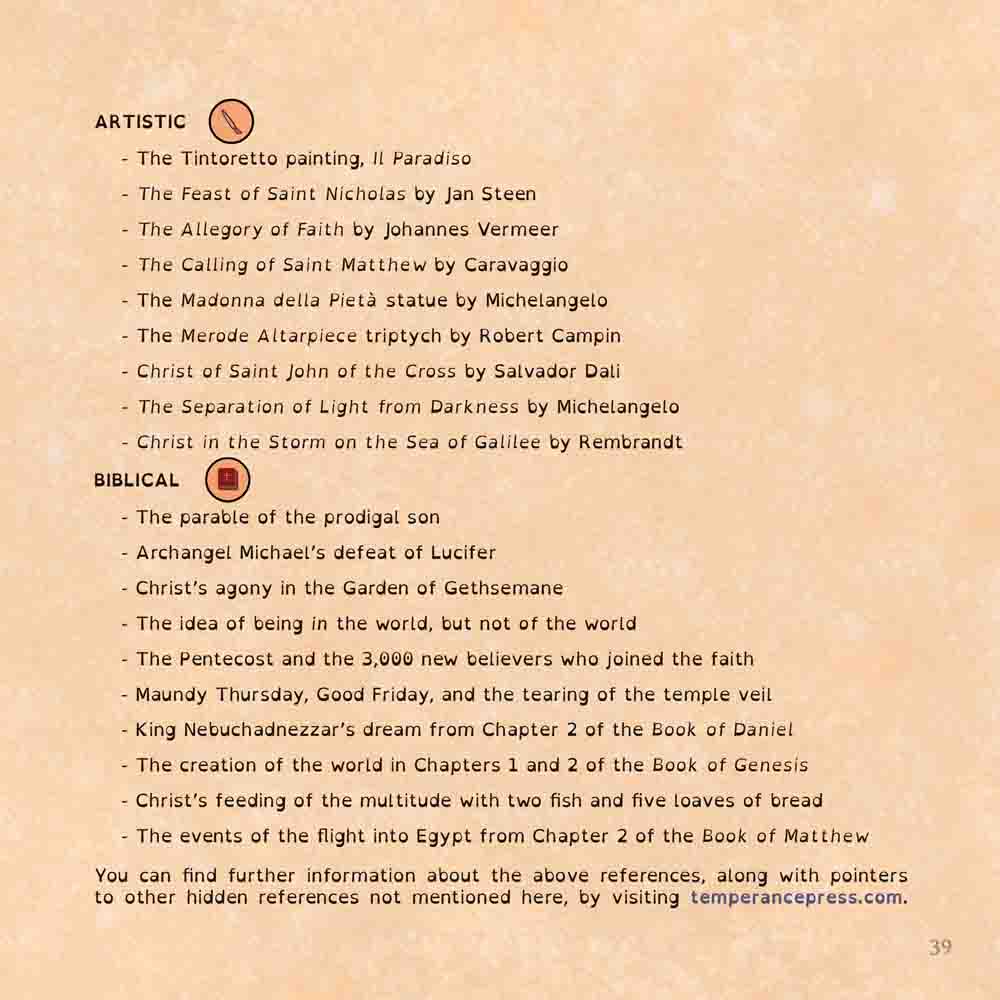 ARTISTIC
- The Tintoretto painting, Il Paradiso
- The Feast of Saint Nicholas by Jan Steen
- The Allegory of Faith by Johannes Vermeer
- The Calling of Saint Matthew by Caravaggio
- The Madonna della Pietà statue by Michelangelo
- The Merode Altarpiece triptych by Robert Campin
- Christ of Saint John of the Cross by Salvador Dali
- The Separation of Light from Darkness by Michelangelo
- Christ in the Storm on the Sea of Galilee by Rembrandt
BIBLICAL
- The parable of the prodigal son
- Archangel Michael's defeat of Lucifer
- Christ's agony in the Garden of Gethsemane
- The idea of being in the world, but not of the world
- The Pentecost and the 3,000 new believers who joined the faith
- Maundy Thursday, Good Friday, and the tearing of the temple veil
- King Nebuchadnezzar's dream from Chapter 2 of the Book of Daniel
- The creation of the world in Chapters 1 and 2 of the Book of Genesis
- Christ's feeding of the multitude with two fish and five loaves of bread
- The events of the flight into Egypt from Chapter 2 of the Book of Matthew
You can find further information about the above references, along with pointers
to other hidden references not mentioned here, by visiting temperancepress.com.
39